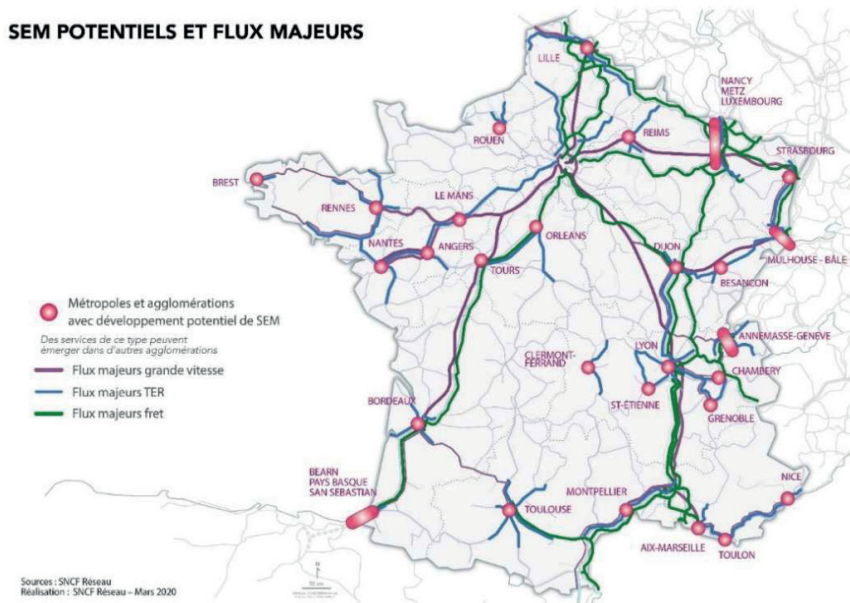 SEM POTENTIELS ET FLUX MAJEURS
LILLE
NANCY
METZ
LUXEMBOURG
ROUEN
REIMS
STRASBOURG
BREST
RENNES
LE MANS
NANTES
ANGERS
ORLEANS
TOURS
DIJON
MULHOUSE - BÂLE
BESANCON
Métropoles et agglomérations
avec développement potentiel de SEM
Des services de ce type peuvent
émerger dans d'autres agglomérations
Flux majeurs grande vitesse
Flux majeurs TER
Flux majeurs fret
ANNEMASSE-GENEVE
LYON
CLERMONT-
FERRAND
CHAMBERY
ST-ÉTIENNE
GRENOBLE
BORDEAUX
BEARN
PAYS BASQUE
SAN SEBASTIAN
TOULOUSE
MONTPELLIER
NICE
AIX-MARSEILLE
TOULON
Sources : SNCF Réseau
Réalisation : SNCF Réseau – Mars 2020